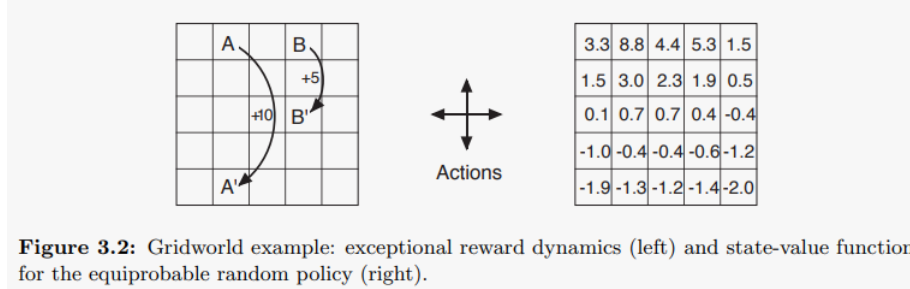 A B
+5
+10 B'
A'
Actions
3.3 8.8 4.4 5.3 1.5
1.5 3.0 2.3 1.9 0.5
0.1 0.7 0.7 0.4 -0.4
-1.0 -0.4 -0.4 -0.6 -1.2
-1.9 -1.3 -1.2 -1.4 -2.0
Figure 3.2: Gridworld example: exceptional reward dynamics (left) and state-value function
for the equiprobable random policy (right).